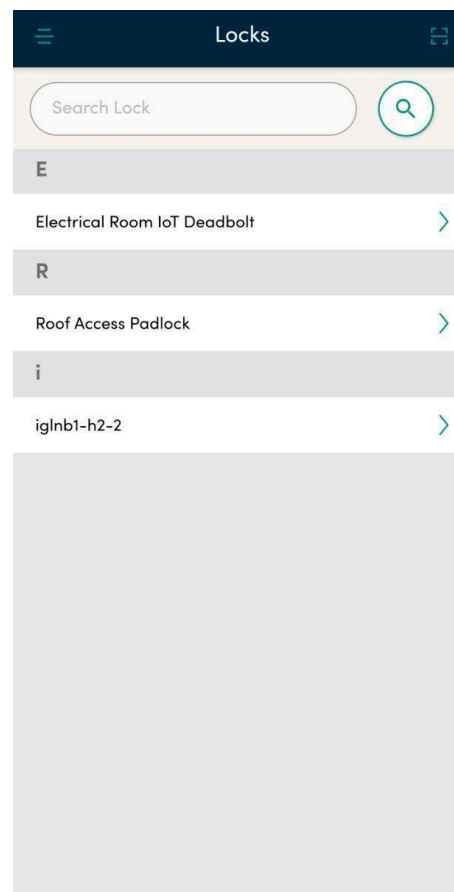 Locks
Search Lock
E
Electrical Room IoT Deadbolt
R
Roof Access Padlock
i
iglnb1-h2-2